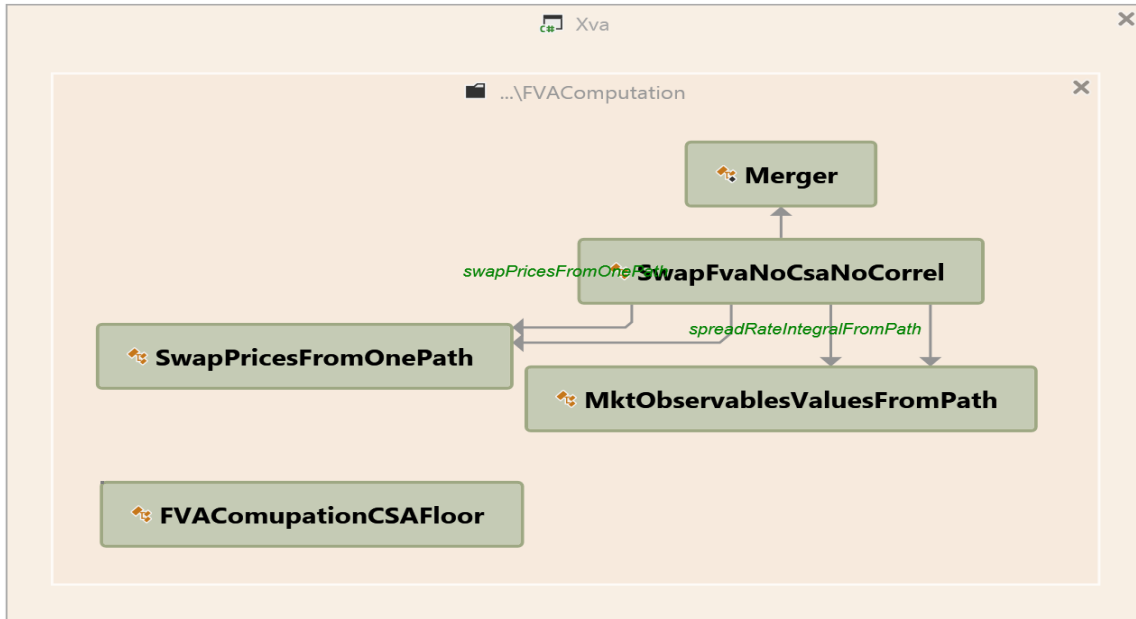 C# Xva
...\FVAComputation
Merger
swapPricesFromOnePath
SwapFvaNoCsaNoCorrel
spreadRateIntegralFromPath
SwapPricesFromOnePath
MktObservablesValuesFromPath
FVAComupationCSAFloor